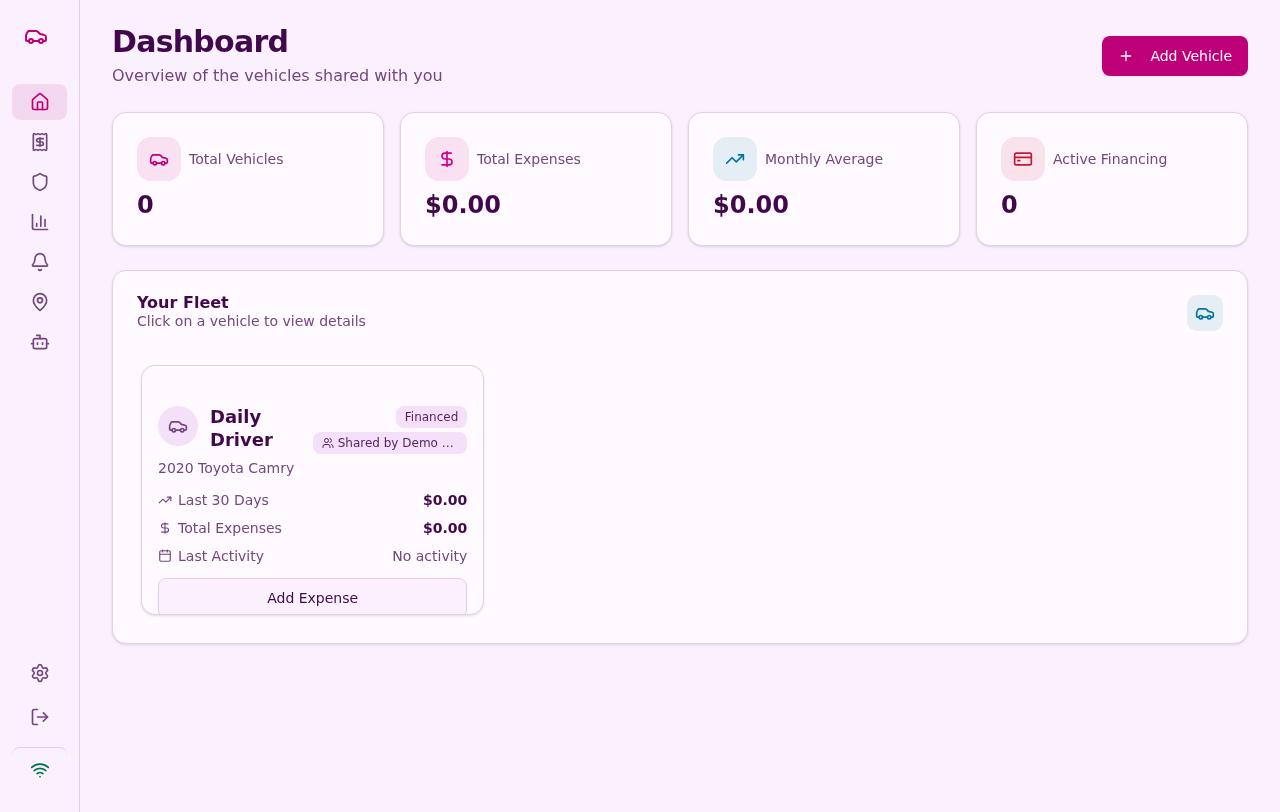 Dashboard
Overview of the vehicles shared with you
Add Vehicle
Total Vehicles
0
Total Expenses
$0.00
Monthly Average
$0.00
Active Financing
0
Your Fleet
Click on a vehicle to view details
Daily
Driver
Financed
Shared by Demo ...
2020 Toyota Camry
Last 30 Days $0.00
Total Expenses $0.00
Last Activity No activity
Add Expense